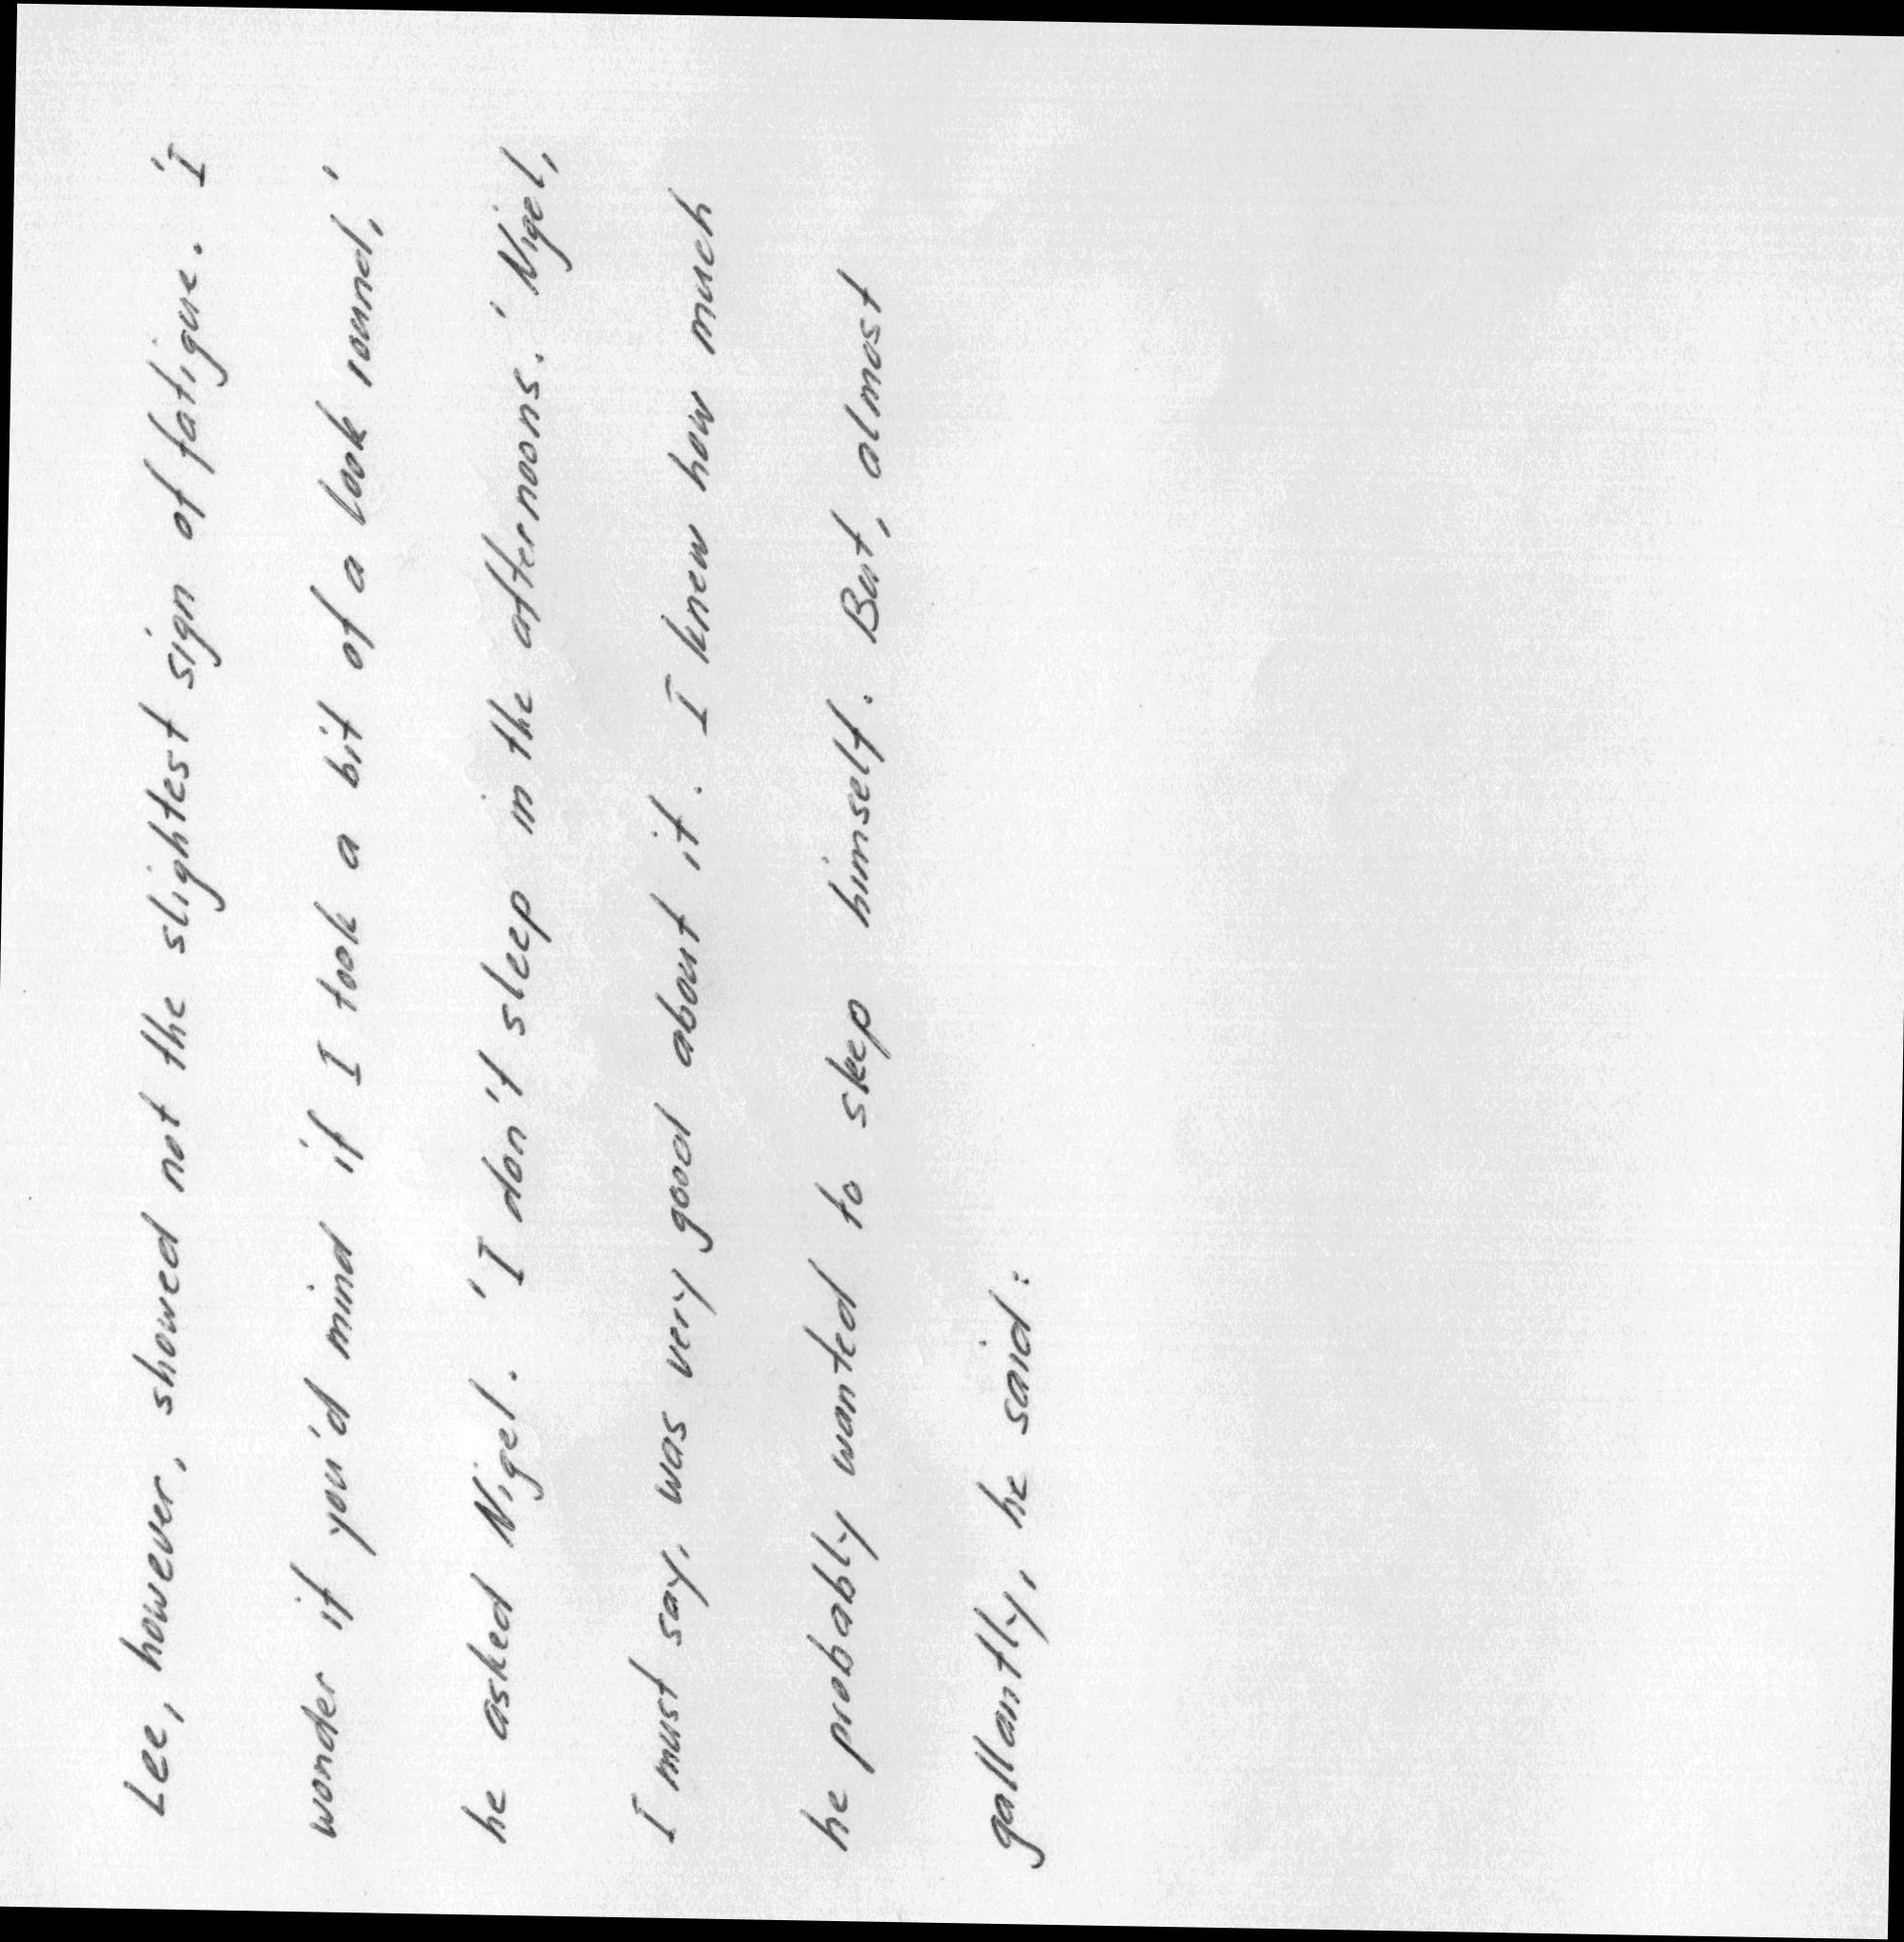 Lee, however, showed not the slightest sign of fatigue. 'I
wonder if you'd mind if I took a bit of a look round,'
he asked Nigel. 'I don't sleep in the afternoons.' Nigel,
I must say, was very good about it. I knew how much
he probably wanted to sleep himself. But, almost
gallantly, he said: